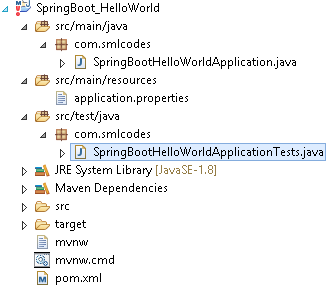 SpringBoot_HelloWorld
src/main/java
com.smlcodes
SpringBootHelloWorldApplication.java
src/main/resources
application.properties
src/test/java
com.smlcodes
SpringBootHelloWorldApplicationTests.java
JRE System Library [JavaSE-1.8]
Maven Dependencies
src
target
mvnw
mvnw.cmd
pom.xml